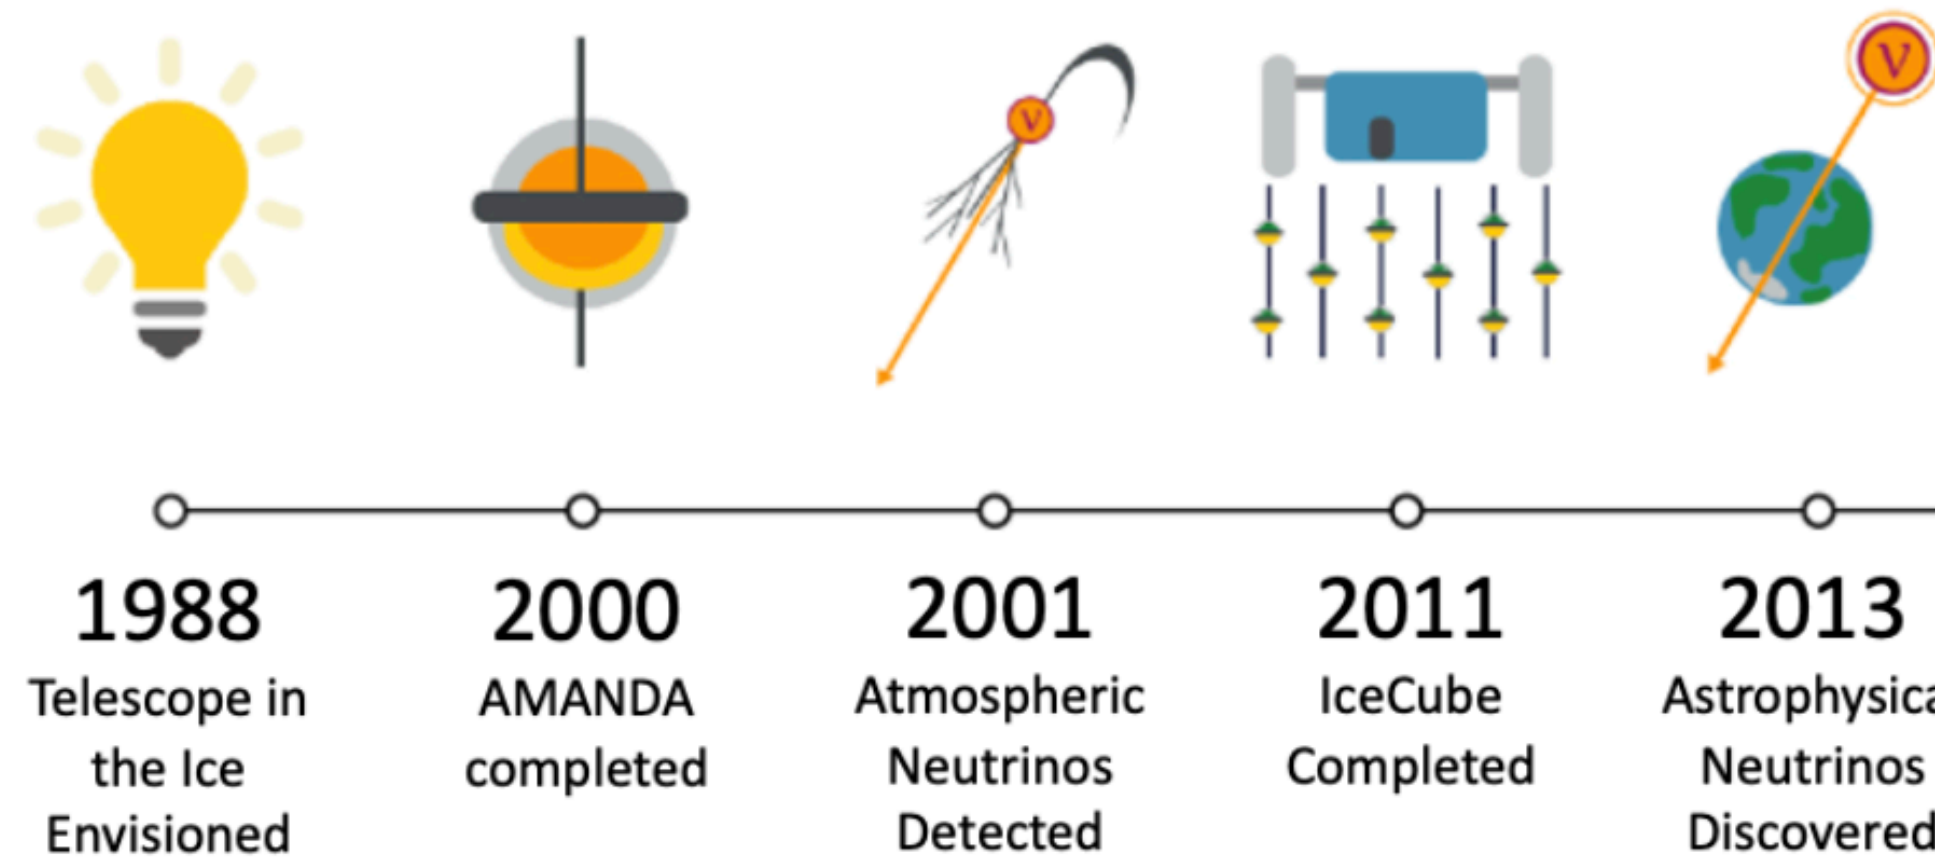 V
V
1988
Telescope in
the Ice
Envisioned
2000
AMANDA
completed
2001
Atmospheric
Neutrinos
Detected
2011
IceCube
Completed
2013
Astrophysica
Neutrinos
Discovered